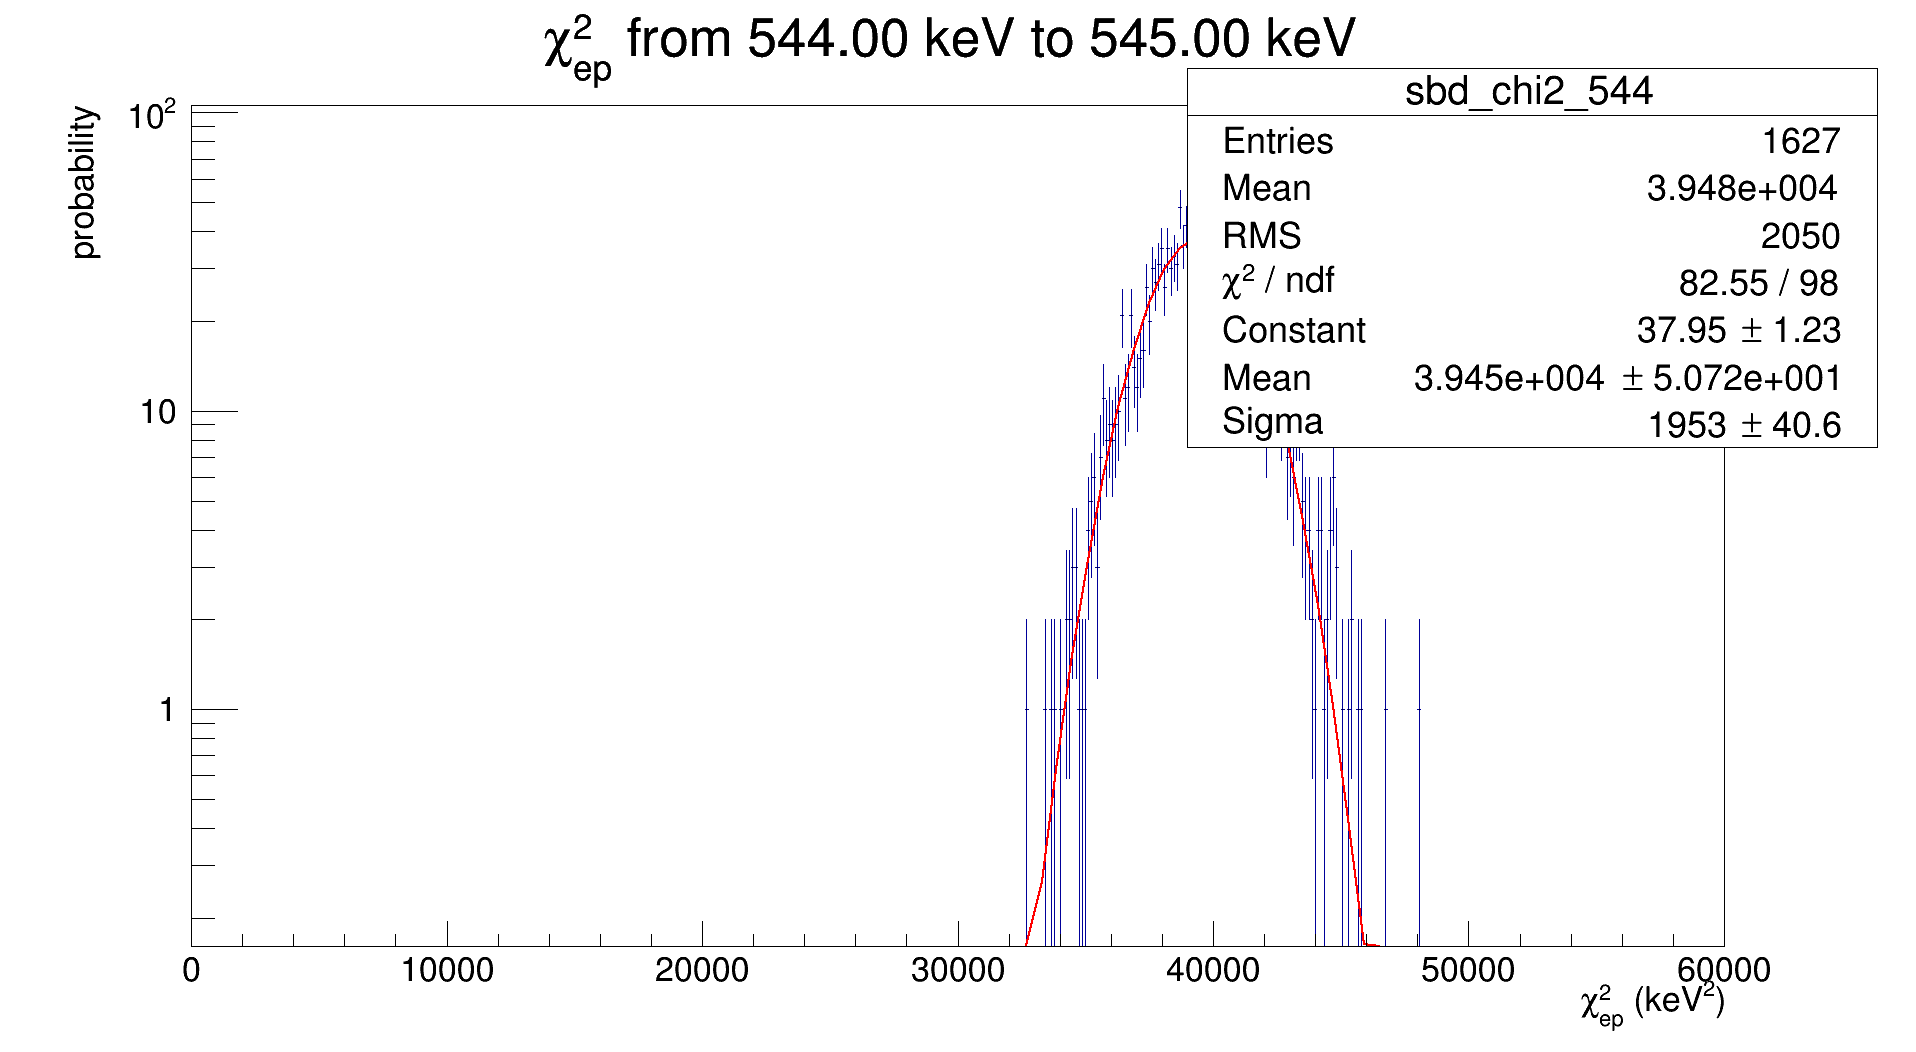 χ²ep from 544.00 keV to 545.00 keV
sbd_chi2_544
Entries 1627
Mean 3.948e+004
RMS 2050
χ² / ndf 82.55 / 98
Constant 37.95 ± 1.23
Mean 3.945e+004 ± 5.072e+001
Sigma 1953 ± 40.6
probability
10²
10
1
0 10000 20000 30000 40000 50000 60000
χ²ep (keV²)